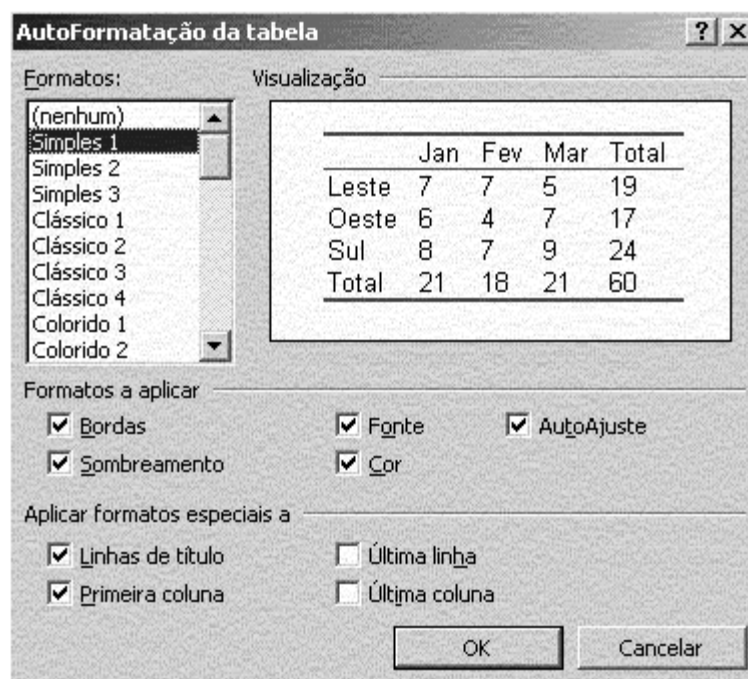 AutoFormatação da tabela
Formatos:
(nenhum)
Simples 1
Simples 2
Simples 3
Clássico 1
Clássico 2
Clássico 3
Clássico 4
Colorido 1
Colorido 2
Visualização
Jan Fev Mar Total
Leste 7 7 5 19
Oeste 6 4 7 17
Sul 8 7 9 24
Total 21 18 21 60
Formatos a aplicar
Bordas Fonte AutoAjuste
Sombreamento Cor
Aplicar formatos especiais a
Linhas de título Última linha
Primeira coluna Última coluna
OK Cancelar